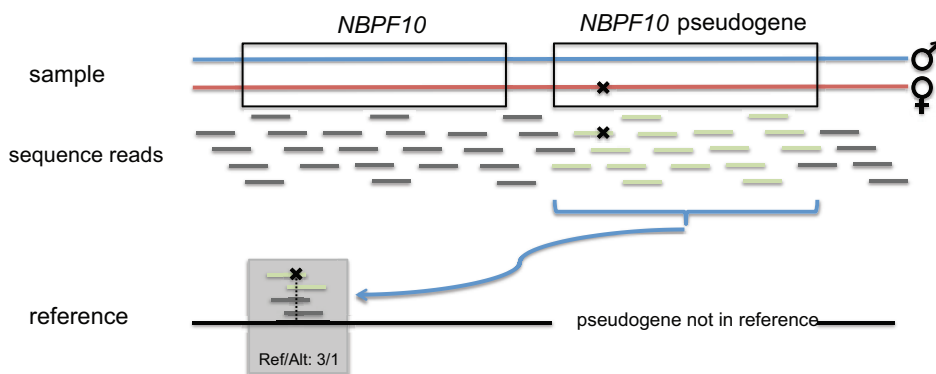 NBPF10 NBPF10 pseudogene
sample
sequence reads
reference
pseudogene not in reference
Ref/Alt: 3/1